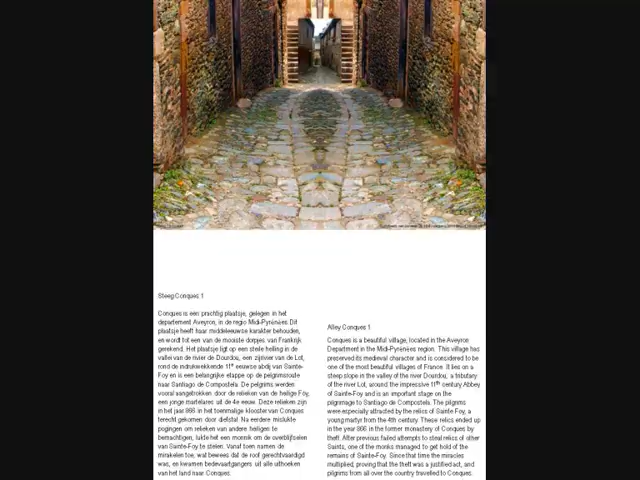 Steeg Conques 1
Conques is een prachtig plaatsje, gelegen in het
departement Aveyron, in de regio Midi-Pyrénées. Dit
plaatsje heeft haar middeleeuwse karakter behouden,
en wordt tot een van de mooiste dorpjes van Frankrijk
gerekend. Het plaatsje ligt op een steile helling in de
vallei van de rivier de Dourdou, een zijrivier van de Lot,
rond de indrukwekkende 11e eeuwse abdij van Sainte-
Foy en is een belangrijke etappe op de pelgrimsroute
naar Santiago de Compostela. De pelgrims werden
vooral aangetrokken door de relieken van de heilige Foy,
een jonge martelares uit de 4e eeuw. Deze relieken zijn
in het jaar 866 in het toenmalige klooster van Conques
terecht gekomen door diefstal. Na eerdere mislukte
pogingen om relieken van andere heiligen te
bemachtigen, lukte het een monnik om de overblijfselen
van Sainte-Foy te stelen. Vanaf toen namen de
mirakelen toe, wat bewees dat de roof gerechtvaardigd
was, en kwamen bedevaartgangers uit alle uithoeken
van het land naar Conques.
Alley Conques 1
Conques is a beautiful village, located in the Aveyron
Department in the Midi-Pyrénées region. This village has
preserved its medieval character and is considered to be
one of the most beautiful villages of France. It lies on a
steep slope in the valley of the river Dourdou, a tributary
of the river Lot, around the impressive 11th century Abbey
of Sainte-Foy and is an important stage on the
pilgrimage to Santiago de Compostela. The pilgrims
were especially attracted by the relics of Sainte Foy, a
young martyr from the 4th century. These relics ended up
in the year 866 in the former monastery of Conques by
theft. After previous failed attempts to steal relics of other
Saints, one of the monks managed to get hold of the
remains of Sainte-Foy. Since that time the miracles
multiplied, proving that the theft was a justified act, and
pilgrims from all over the country travelled to Conques.